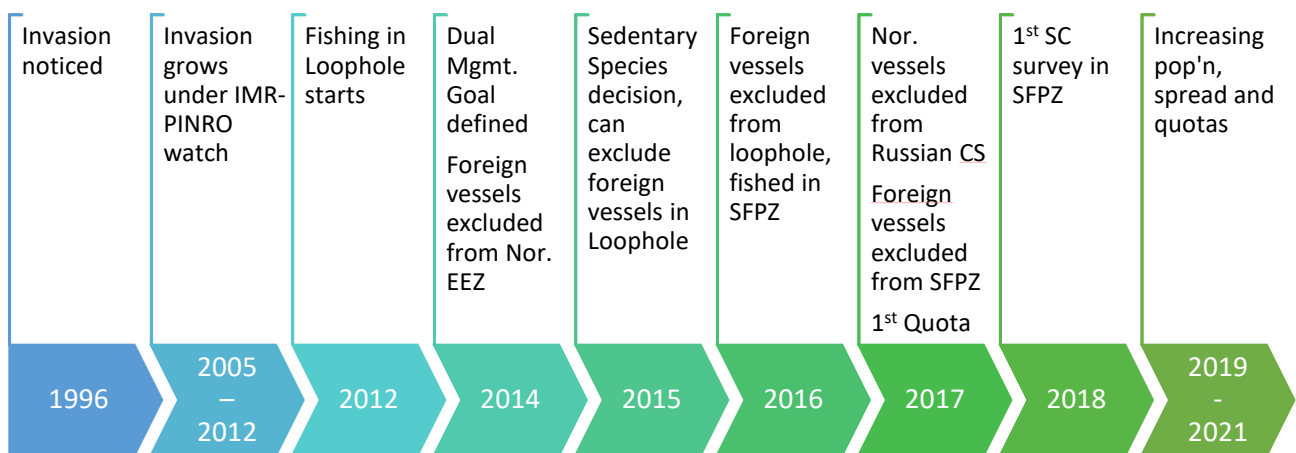 Invasion
noticed
1996
Invasion
grows
under IMR-
PINRO
watch
2005
–
2012
Fishing in
Loophole
starts
2012
Dual
Mgmt.
Goal
defined
Foreign
vessels
excluded
from Nor.
EEZ
2014
Sedentary
Species
decision,
can
exclude
foreign
vessels in
Loophole
2015
Foreign
vessels
excluded
from
loophole,
fished in
SFPZ
2016
Nor.
vessels
excluded
from
Russian CS
Foreign
vessels
excluded
from SFPZ
1st Quota
2017
1st SC
survey in
SFPZ
2018
Increasing
pop'n,
spread and
quotas
2019
-
2021